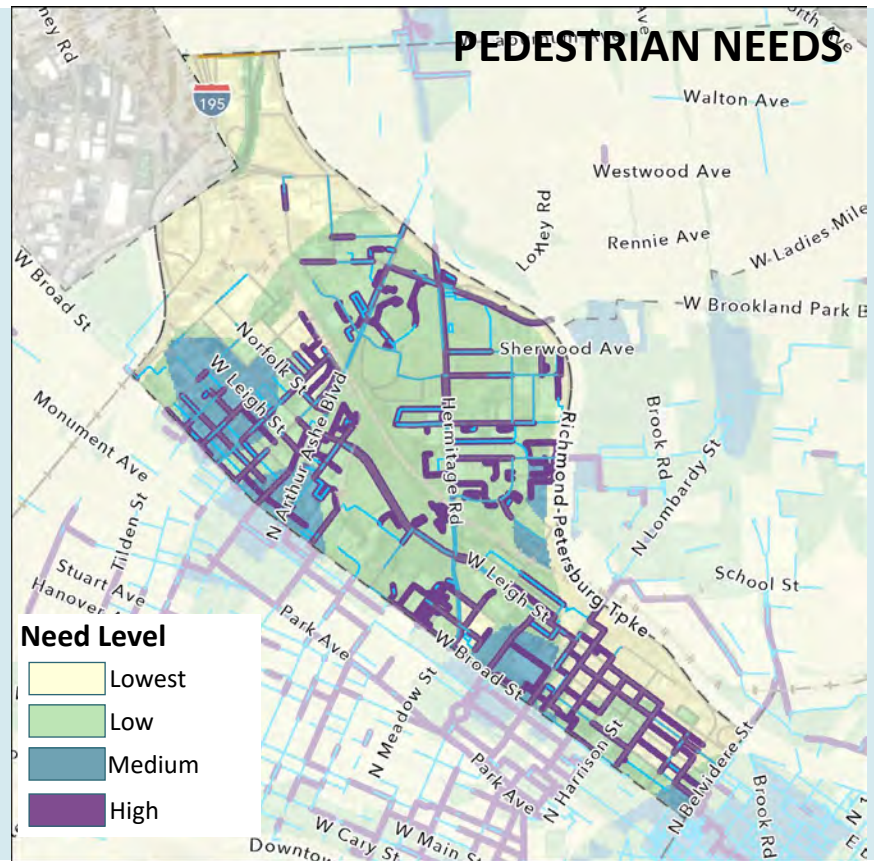 PEDESTRIAN NEEDS
195
Walton Ave
Westwood Ave
Loxley Rd
Rennie Ave
W Ladies Mile
W Broad St
W Brookland Park B
Norfolk St
Sherwood Ave
W Leigh St
N Arthur Ashe Blvd
Hermitage Rd
Richmond-Petersburg Tpke
Brook Rd
N Lombardy St
Monument Ave
Tilden St
School St
Stuart Ave
Hanover
Park Ave
W Leigh St
W Broad St
N Meadow St
Park Ave
N Harrison St
N Belvidere St
Brook Rd
W Cary St
W Main St
Downto
Need Level
Lowest
Low
Medium
High